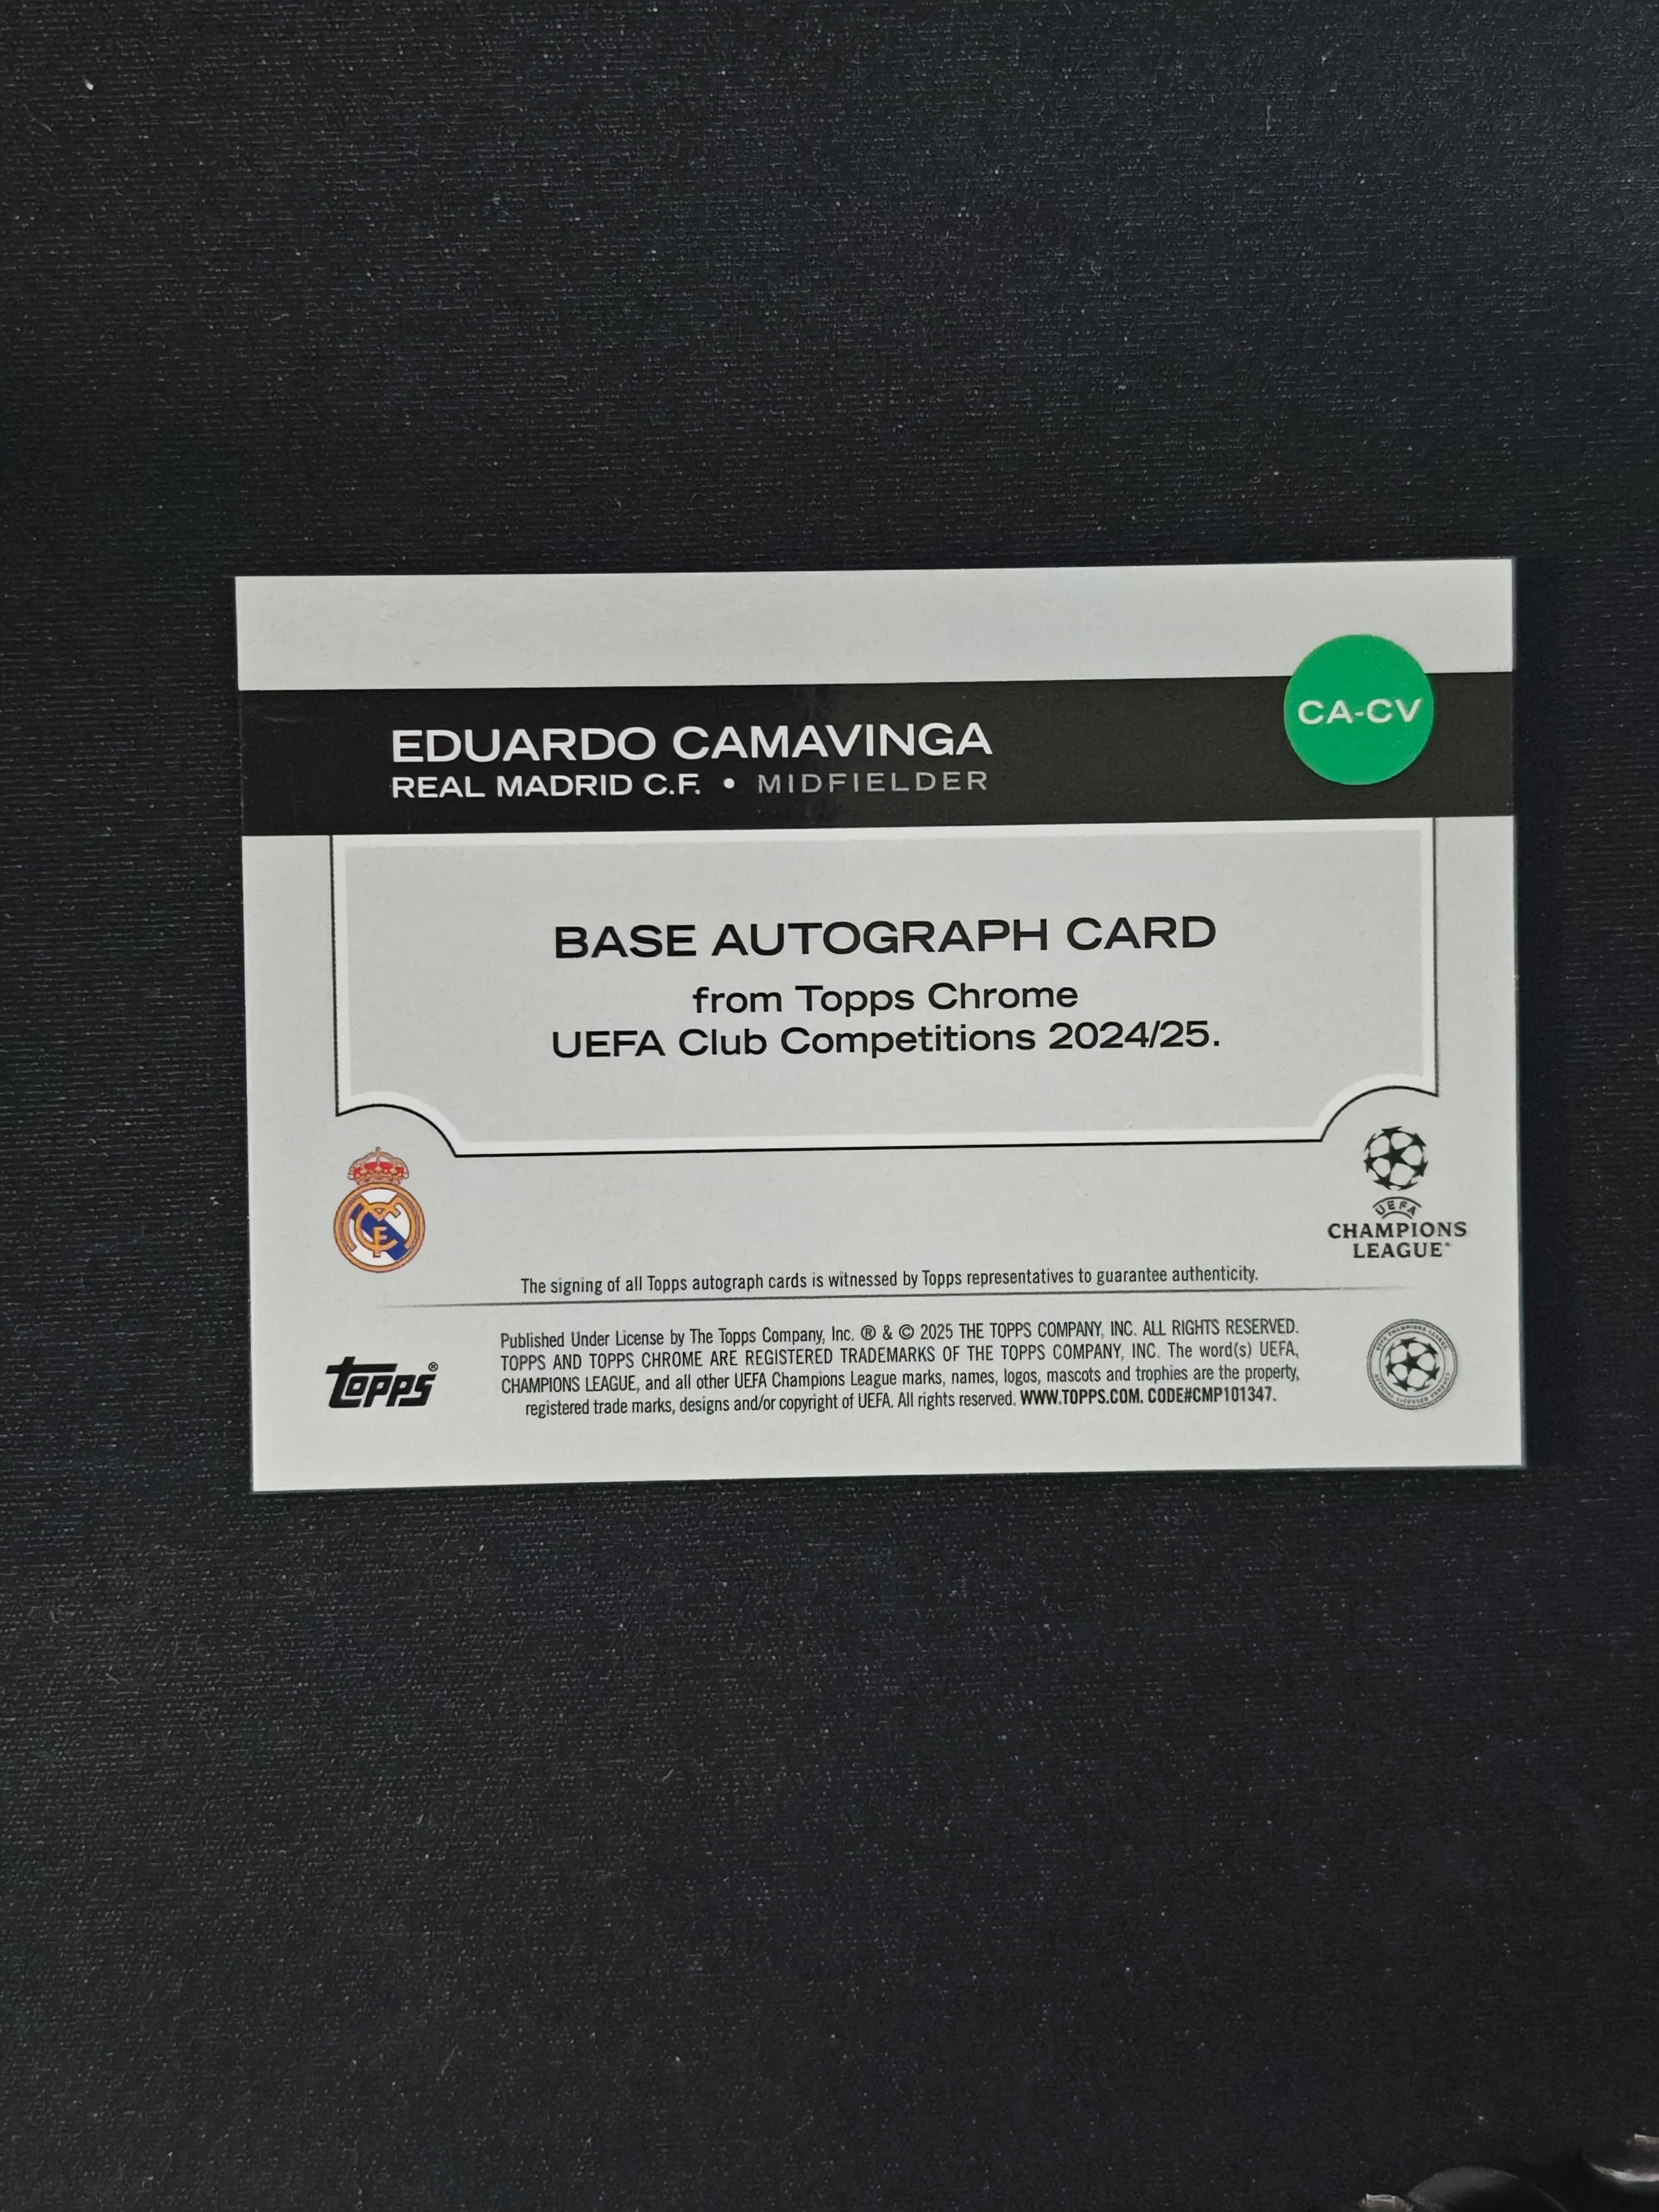 CA-CV
EDUARDO CAMAVINGA
REAL MADRID C.F. • MIDFIELDER
BASE AUTOGRAPH CARD
from Topps Chrome
UEFA Club Competitions 2024/25.
UEFA
CHAMPIONS
LEAGUE
The signing of all Topps autograph cards is witnessed by Topps representatives to guarantee authenticity.
topps®
Published Under License by The Topps Company, Inc. ® & © 2025 THE TOPPS COMPANY, INC. ALL RIGHTS RESERVED.
TOPPS AND TOPPS CHROME ARE REGISTERED TRADEMARKS OF THE TOPPS COMPANY, INC. The word(s) UEFA,
CHAMPIONS LEAGUE, and all other UEFA Champions League marks, names, logos, mascots and trophies are the property,
registered trade marks, designs and/or copyright of UEFA. All rights reserved. WWW.TOPPS.COM. CODE#CMP101347.